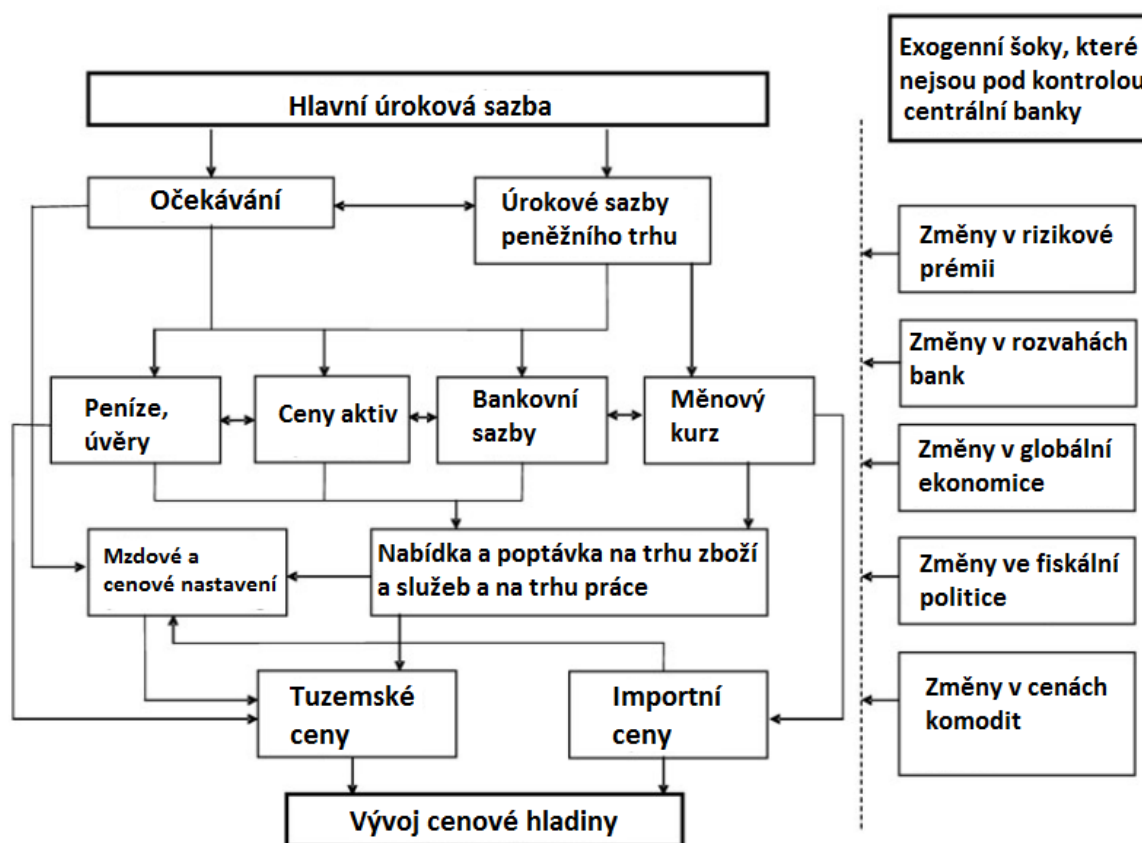 Exogenní šoky, které
nejsou pod kontrolou
centrální banky
Hlavní úroková sazba
Očekávání
Úrokové sazby
peněžního trhu
Změny v rizikové
prémii
Změny v rozvahách
bank
Peníze,
úvěry
Ceny aktiv
Bankovní
sazby
Měnový
kurz
Změny v globální
ekonomice
Mzdové a
cenové nastavení
Nabídka a poptávka na trhu zboží
a služeb a na trhu práce
Změny ve fiskální
politice
Tuzemské
ceny
Importní
ceny
Změny v cenách
komodit
Vývoj cenové hladiny